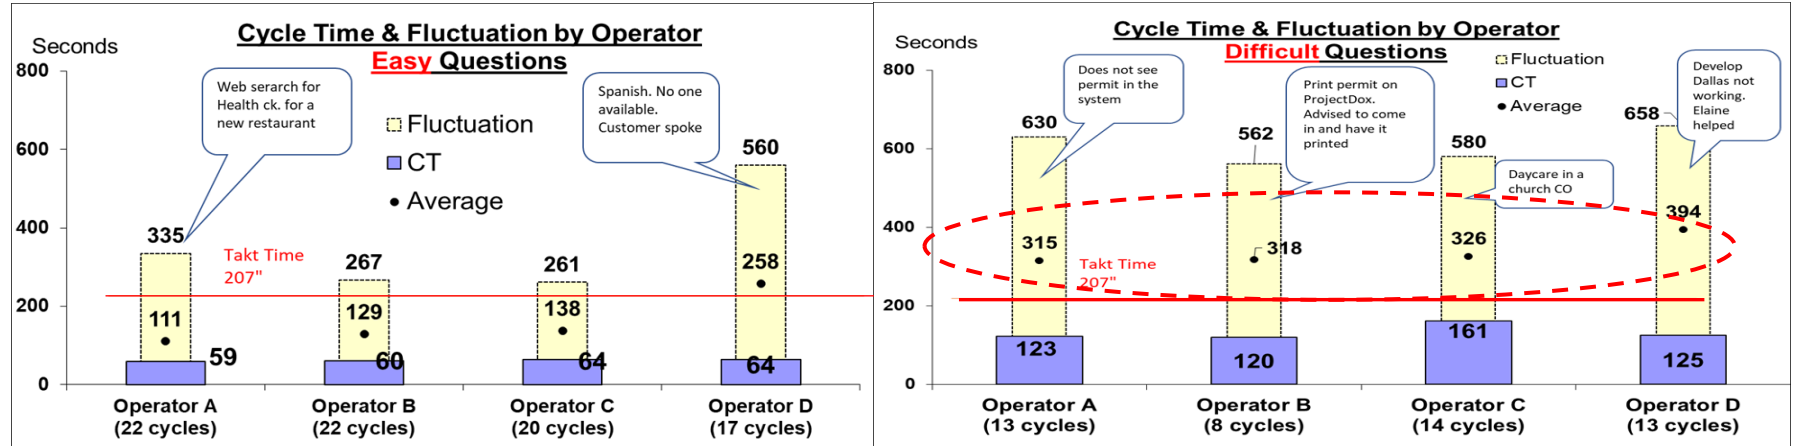 Cycle Time & Fluctuation by Operator
Easy Questions
Seconds
800
600
400
200
0
Web serarch for
Health ck. for a
new restaurant
Spanish. No one
available.
Customer spoke
Fluctuation
CT
Average
Takt Time
207"
335
111
59
267
129
60
261
138
64
560
258
64
Operator A
(22 cycles)
Operator B
(22 cycles)
Operator C
(20 cycles)
Operator D
(17 cycles)
Cycle Time & Fluctuation by Operator
Difficult Questions
Seconds
800
600
400
200
0
Does not see
permit in the
system
Print permit on
ProjectDox.
Advised to come
in and have it
printed
Fluctuation
CT
Average
Develop
Dallas not
working.
Elaine
helped
Daycare in a
church CO
Takt Time
207"
630
315
123
562
318
120
580
326
161
658
394
125
Operator A
(13 cycles)
Operator B
(8 cycles)
Operator C
(14 cycles)
Operator D
(13 cycles)